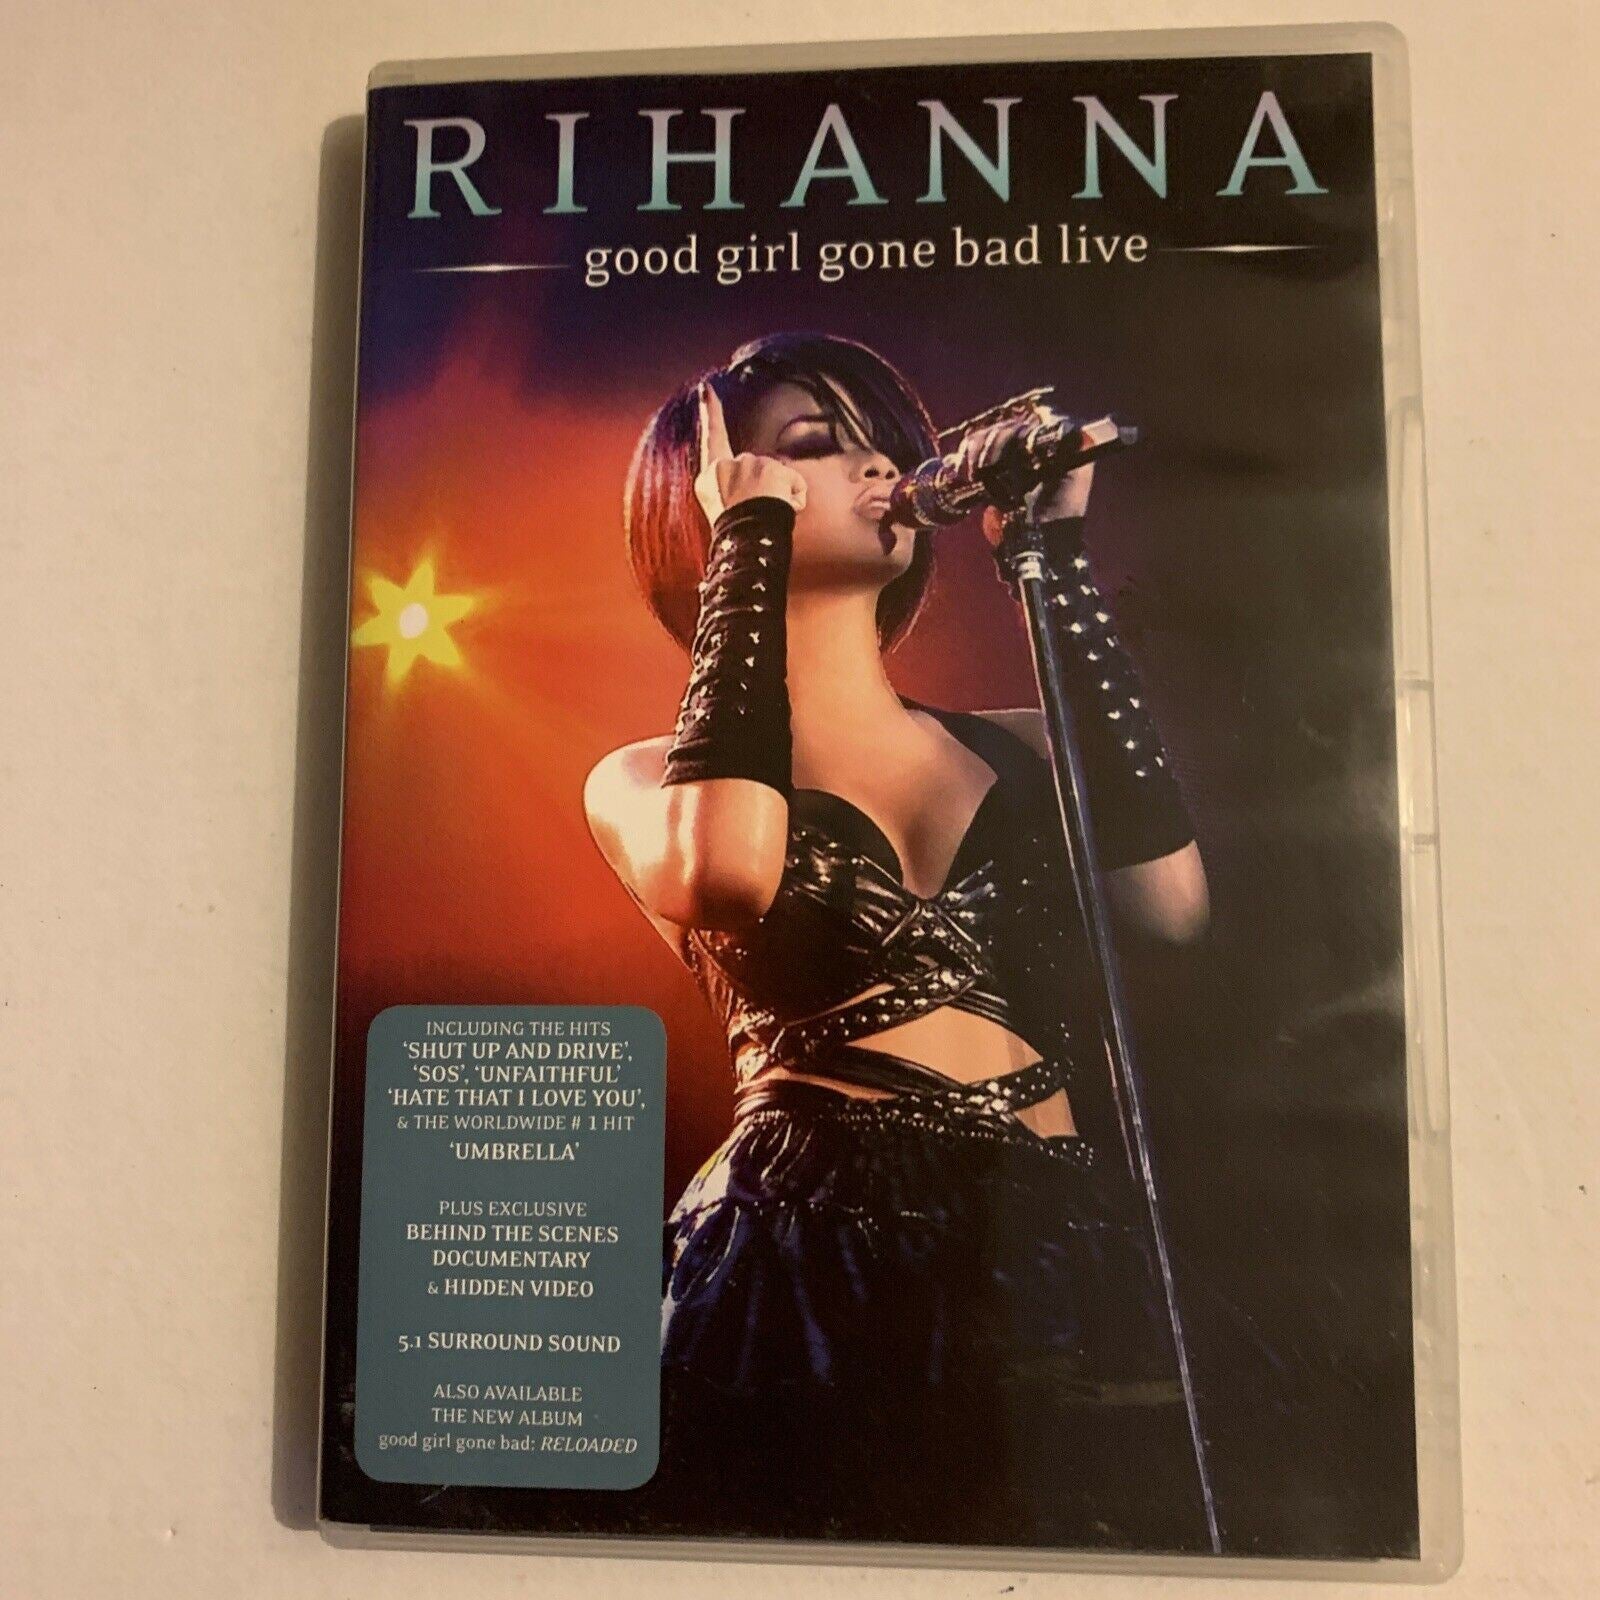 RIHANNA
good girl gone bad live
INCLUDING THE HITS
‘SHUT UP AND DRIVE’,
‘SOS’, ‘UNFAITHFUL’
‘HATE THAT I LOVE YOU’,
& THE WORLDWIDE # 1 HIT
‘UMBRELLA’
PLUS EXCLUSIVE
BEHIND THE SCENES
DOCUMENTARY
& HIDDEN VIDEO
5.1 SURROUND SOUND
ALSO AVAILABLE
THE NEW ALBUM
good girl gone bad: RELOADED